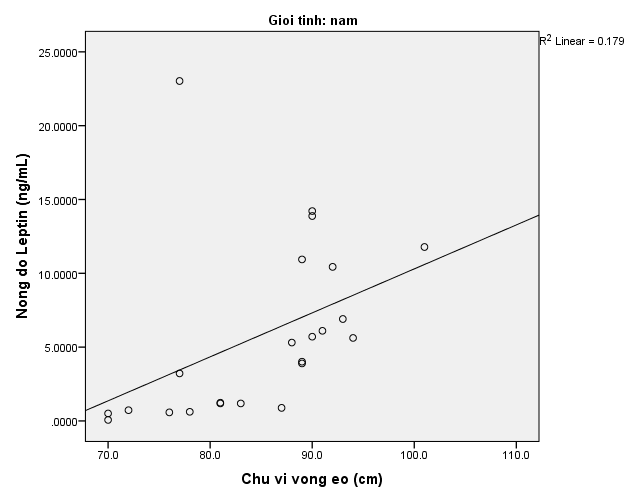 Gioi tinh: nam
R2 Linear = 0.179
25.0000
20.0000
15.0000
10.0000
5.0000
.0000
Nong do Leptin (ng/mL)
70.0
80.0
90.0
100.0
110.0
Chu vi vong eo (cm)